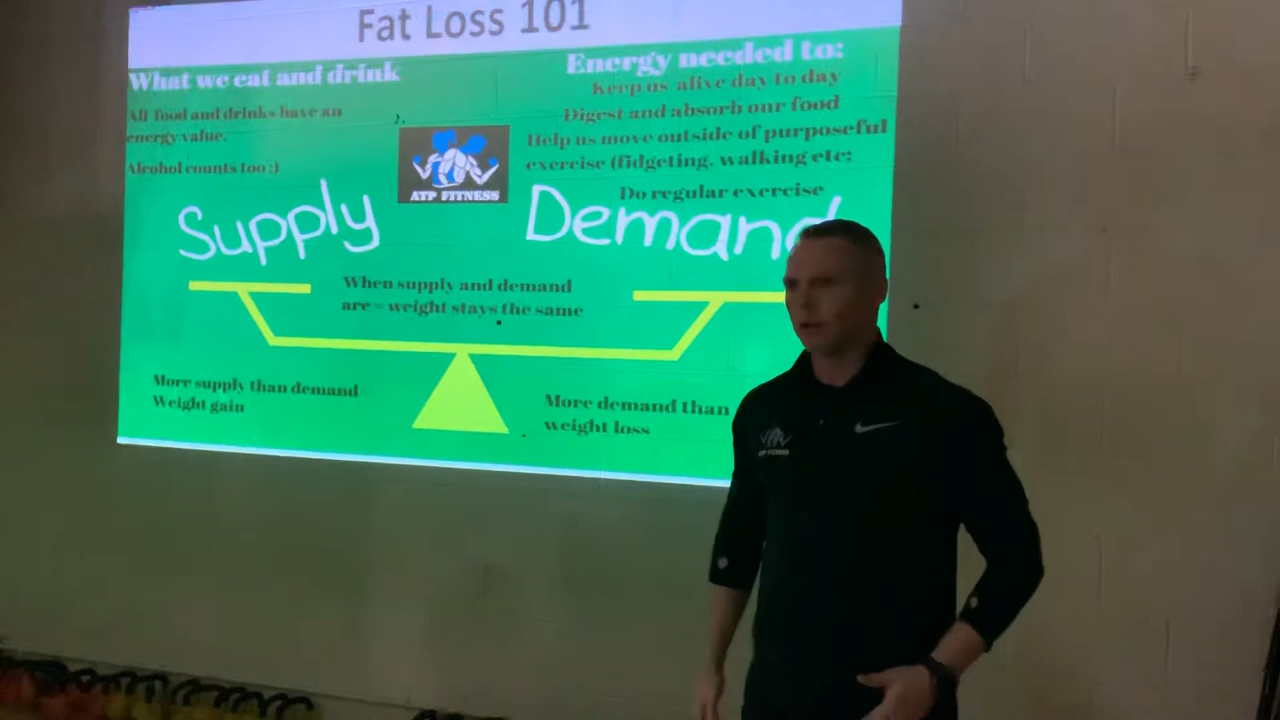 Fat Loss 101
What we eat and drink
All food and drinks have an
energy value.
Alcohol counts too :)
Energy needed to:
Keep us alive day to day
Digest and absorb our food
Help us move outside of purposeful
exercise (fidgeting. walking etc:
Do regular exercise
ATP FITNESS
Supply
Demand
When supply and demand
are = weight stays the same
More supply than demand
Weight gain
More demand than
weight loss
ATP FITNESS